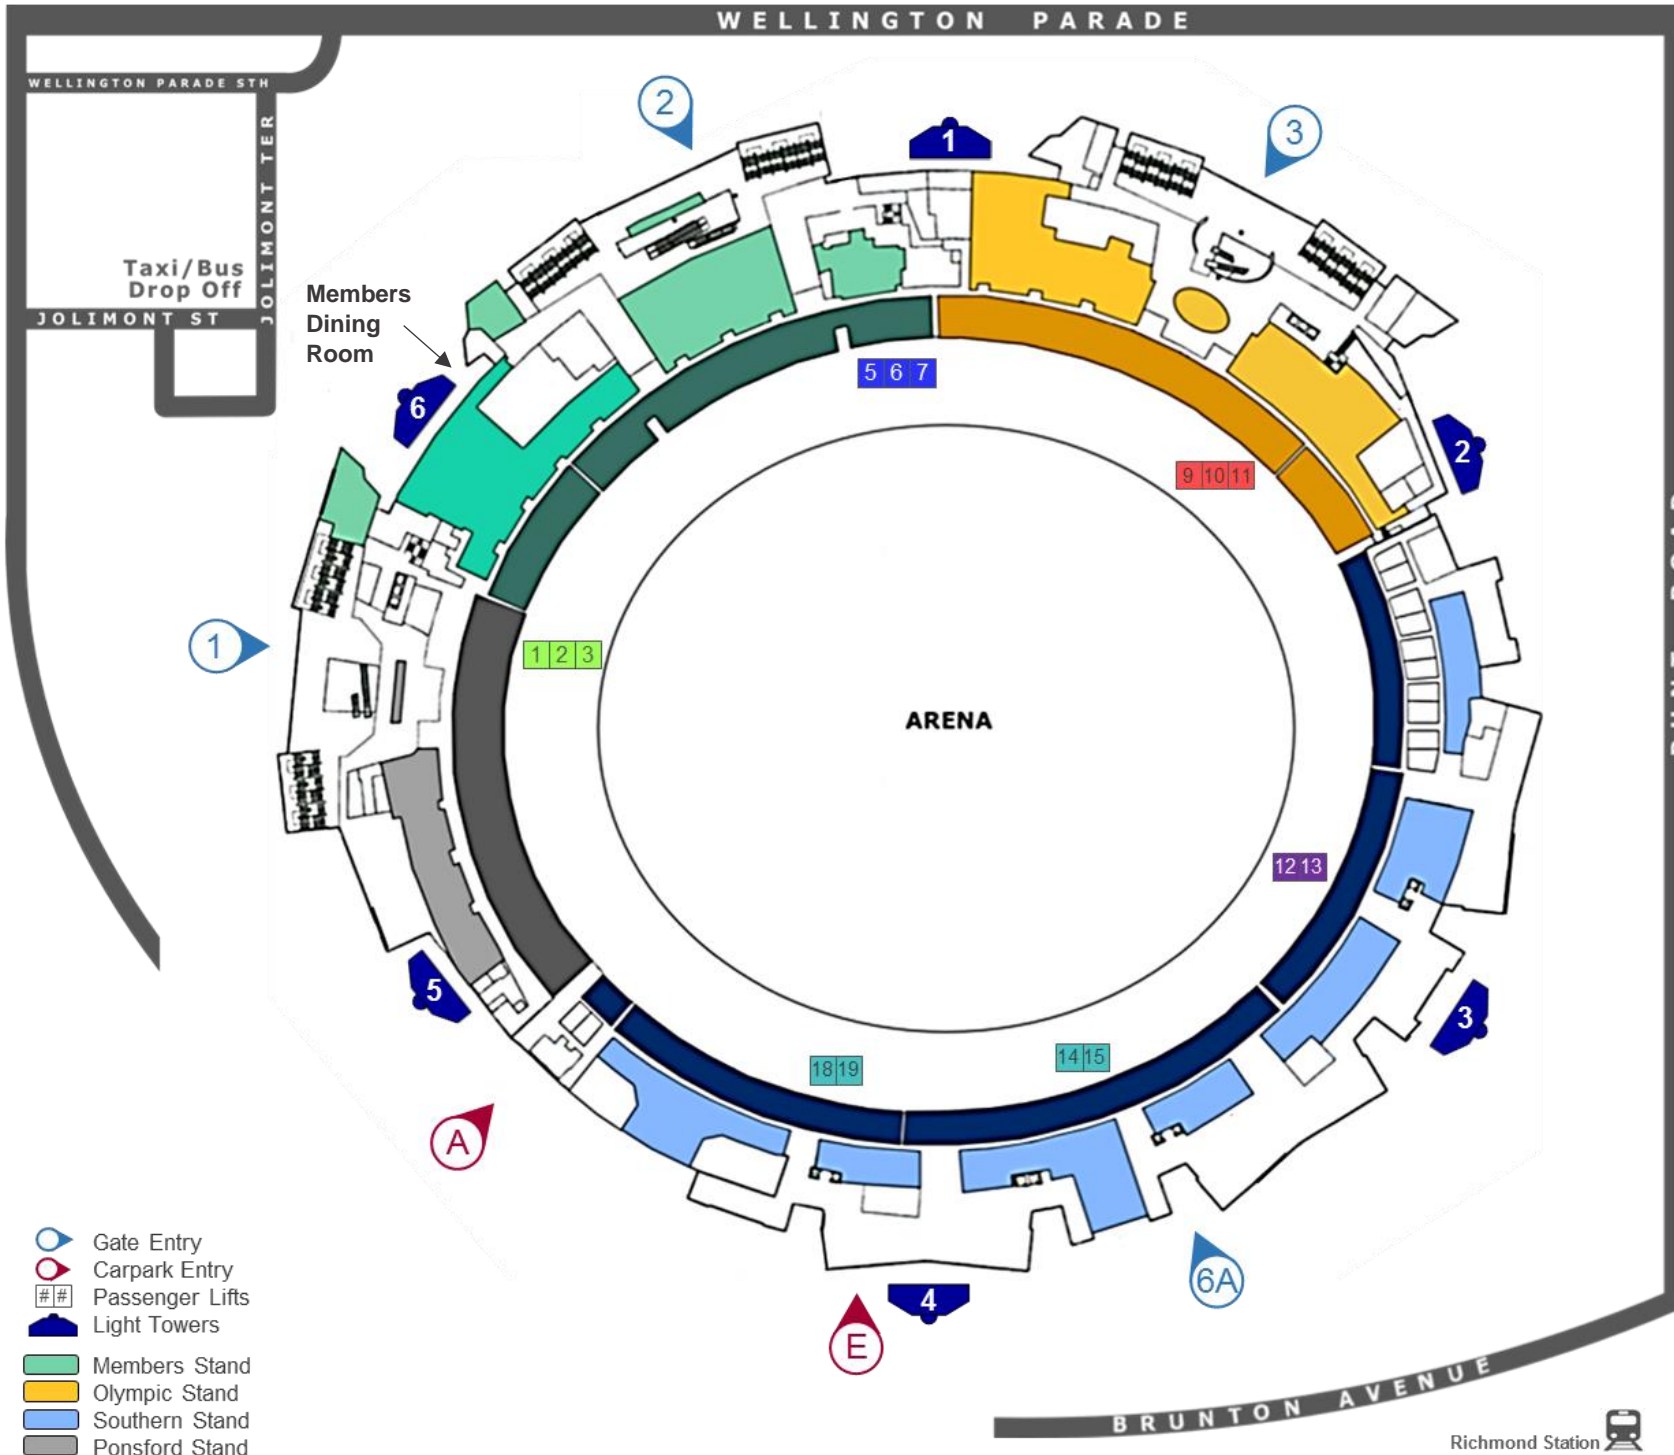 WELLINGTON PARADE
WELLINGTON PARADE STH
JOLIMONT TER
Taxi/Bus
Drop Off
JOLIMONT ST
Members
Dining
Room
2
1
3
6
2
5 6 7
9 10 11
1
1 2 3
ARENA
12 13
5
3
18 19
14 15
A
4
6A
E
Gate Entry
Carpark Entry
## Passenger Lifts
Light Towers
Members Stand
Olympic Stand
Southern Stand
Ponsford Stand
BRUNTON AVENUE
Richmond Station